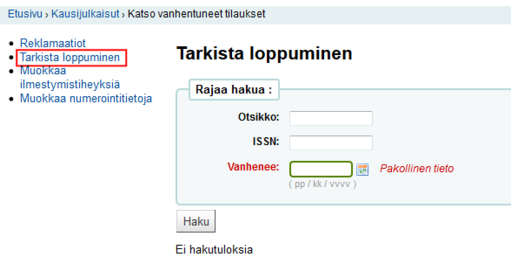 Etusivu › Kausijulkaisut › Katso vanhentuneet tilaukset
Reklamaatiot
Tarkista loppuminen
Muokkaa
ilmestymistiheyksiä
Muokkaa numerointitietoja
Tarkista loppuminen
Rajaa hakua :
Otsikko:
ISSN:
Vanhenee: Pakollinen tieto
( pp / kk / vvvv )
Haku
Ei hakutuloksia